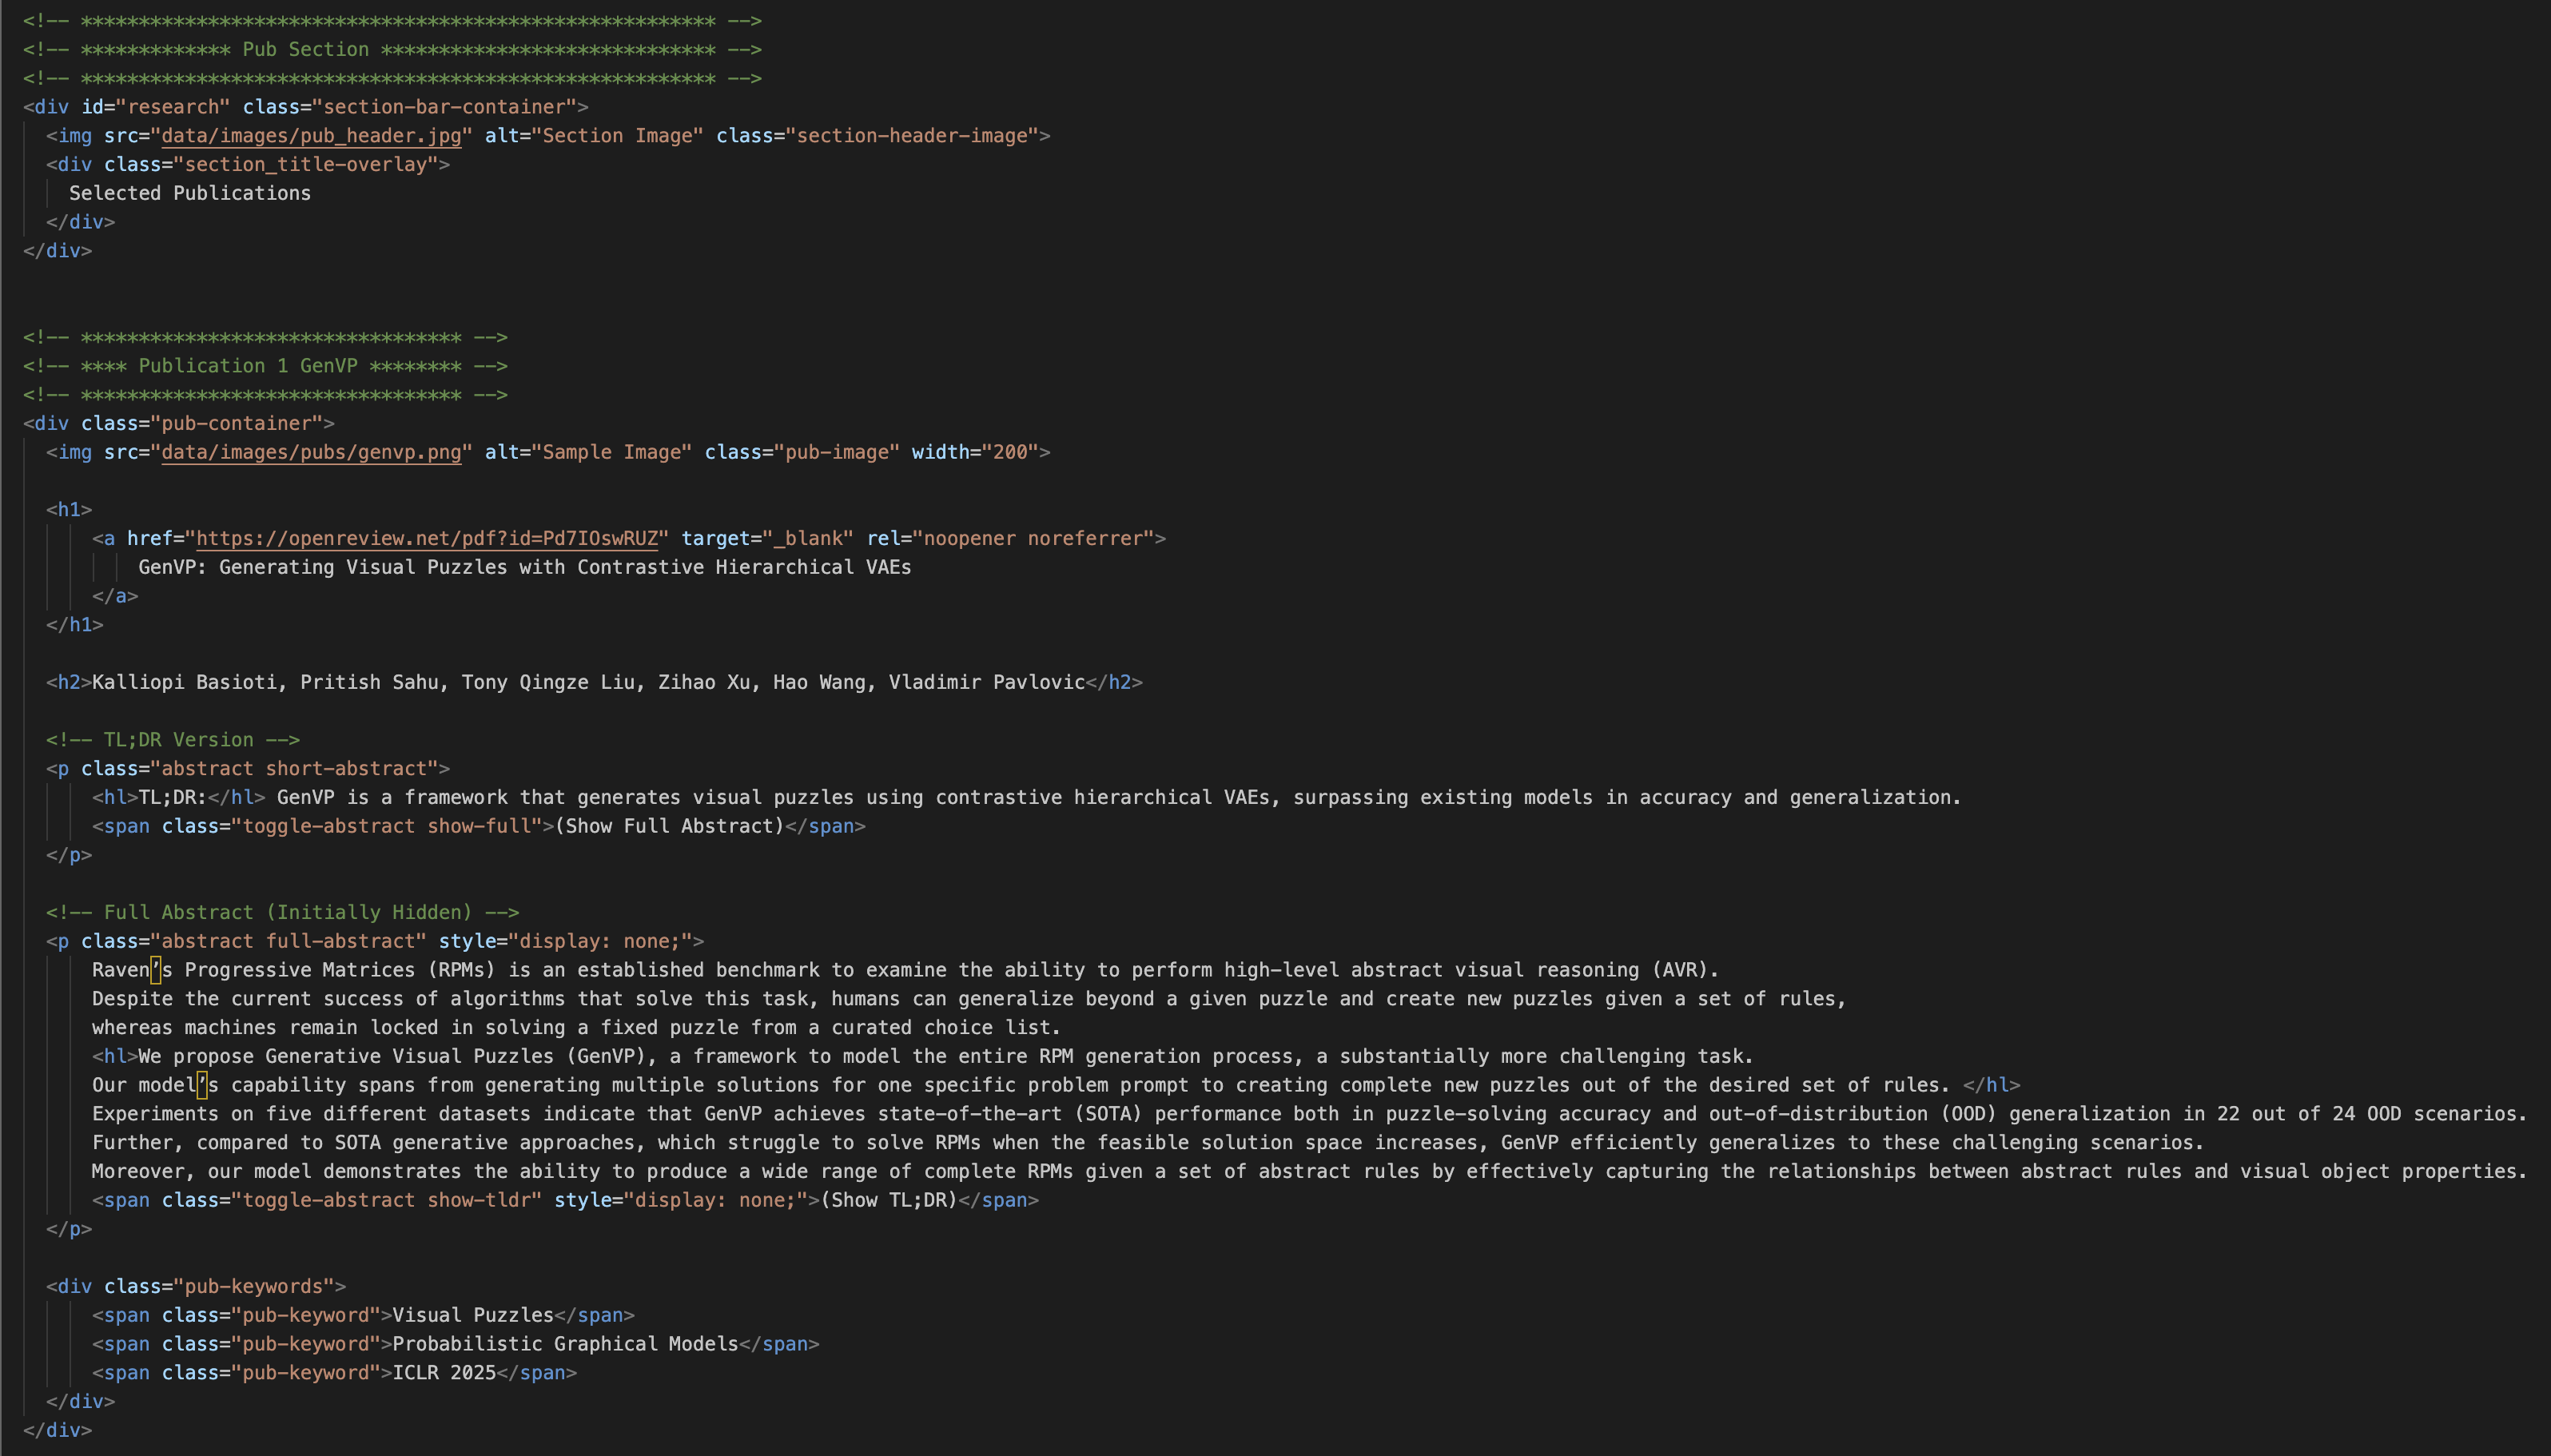 <!-- ******************************************************* -->
<!-- ************* Pub Section ***************************** -->
<!-- ******************************************************* -->
<div id="research" class="section-bar-container">
<img src="data/images/pub_header.jpg" alt="Section Image" class="section-header-image">
<div class="section_title-overlay">
Selected Publications
</div>
</div>
<!-- ********************************* -->
<!-- **** Publication 1 GenVP ******** -->
<!-- ********************************* -->
<div class="pub-container">
<img src="data/images/pubs/genvp.png" alt="Sample Image" class="pub-image" width="200">
<h1>
<a href="https://openreview.net/pdf?id=Pd7IOswRUZ" target="_blank" rel="noopener noreferrer">
GenVP: Generating Visual Puzzles with Contrastive Hierarchical VAEs
</a>
</h1>
<h2>Kalliopi Basioti, Pritish Sahu, Tony Qingze Liu, Zihao Xu, Hao Wang, Vladimir Pavlovic</h2>
<!-- TL;DR Version -->
<p class="abstract short-abstract">
<hl>TL;DR:</hl> GenVP is a framework that generates visual puzzles using contrastive hierarchical VAEs, surpassing existing models in accuracy and generalization.
<span class="toggle-abstract show-full">(Show Full Abstract)</span>
</p>
<!-- Full Abstract (Initially Hidden) -->
<p class="abstract full-abstract" style="display: none;">
Raven’s Progressive Matrices (RPMs) is an established benchmark to examine the ability to perform high-level abstract visual reasoning (AVR).
Despite the current success of algorithms that solve this task, humans can generalize beyond a given puzzle and create new puzzles given a set of rules,
whereas machines remain locked in solving a fixed puzzle from a curated choice list.
<hl>We propose Generative Visual Puzzles (GenVP), a framework to model the entire RPM generation process, a substantially more challenging task.
Our model’s capability spans from generating multiple solutions for one specific problem prompt to creating complete new puzzles out of the desired set of rules. </hl>
Experiments on five different datasets indicate that GenVP achieves state-of-the-art (SOTA) performance both in puzzle-solving accuracy and out-of-distribution (OOD) generalization in 22 out of 24 OOD scenarios.
Further, compared to SOTA generative approaches, which struggle to solve RPMs when the feasible solution space increases, GenVP efficiently generalizes to these challenging scenarios.
Moreover, our model demonstrates the ability to produce a wide range of complete RPMs given a set of abstract rules by effectively capturing the relationships between abstract rules and visual object properties.
<span class="toggle-abstract show-tldr" style="display: none;">(Show TL;DR)</span>
</p>
<div class="pub-keywords">
<span class="pub-keyword">Visual Puzzles</span>
<span class="pub-keyword">Probabilistic Graphical Models</span>
<span class="pub-keyword">ICLR 2025</span>
</div>
</div>